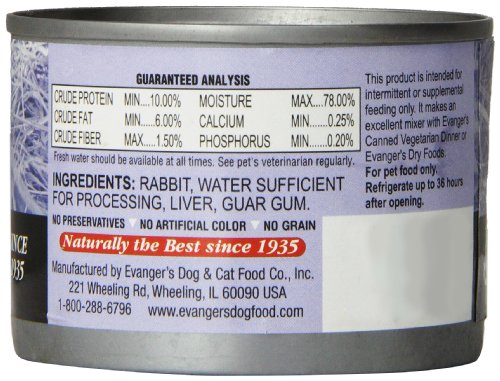 GUARANTEED ANALYSIS
CRUDE PROTEIN MIN....10.00% MOISTURE MAX....78.00%
CRUDE FAT MIN......6.00% CALCIUM MIN......0.25%
CRUDE FIBER MAX.....1.50% PHOSPHORUS MIN......0.20%
Fresh water should be available at all times. See pet's veterinarian regularly.
INGREDIENTS: RABBIT, WATER SUFFICIENT
FOR PROCESSING, LIVER, GUAR GUM.
NO PRESERVATIVES ▼ NO ARTIFICIAL COLOR ▼ NO GRAIN
Naturally the Best since 1935
Manufactured by Evanger's Dog & Cat Food Co., Inc.
221 Wheeling Rd, Wheeling, IL 60090 USA
1-800-288-6796 www.evangersdogfood.com
This product is intended for
intermittent or supplemental
feeding only. It makes an
excellent mixer with Evanger's
Canned Vegetarian Dinner or
Evanger's Dry Foods.
For pet food only.
Refrigerate up to 36 hours
after opening.
INCE
1935